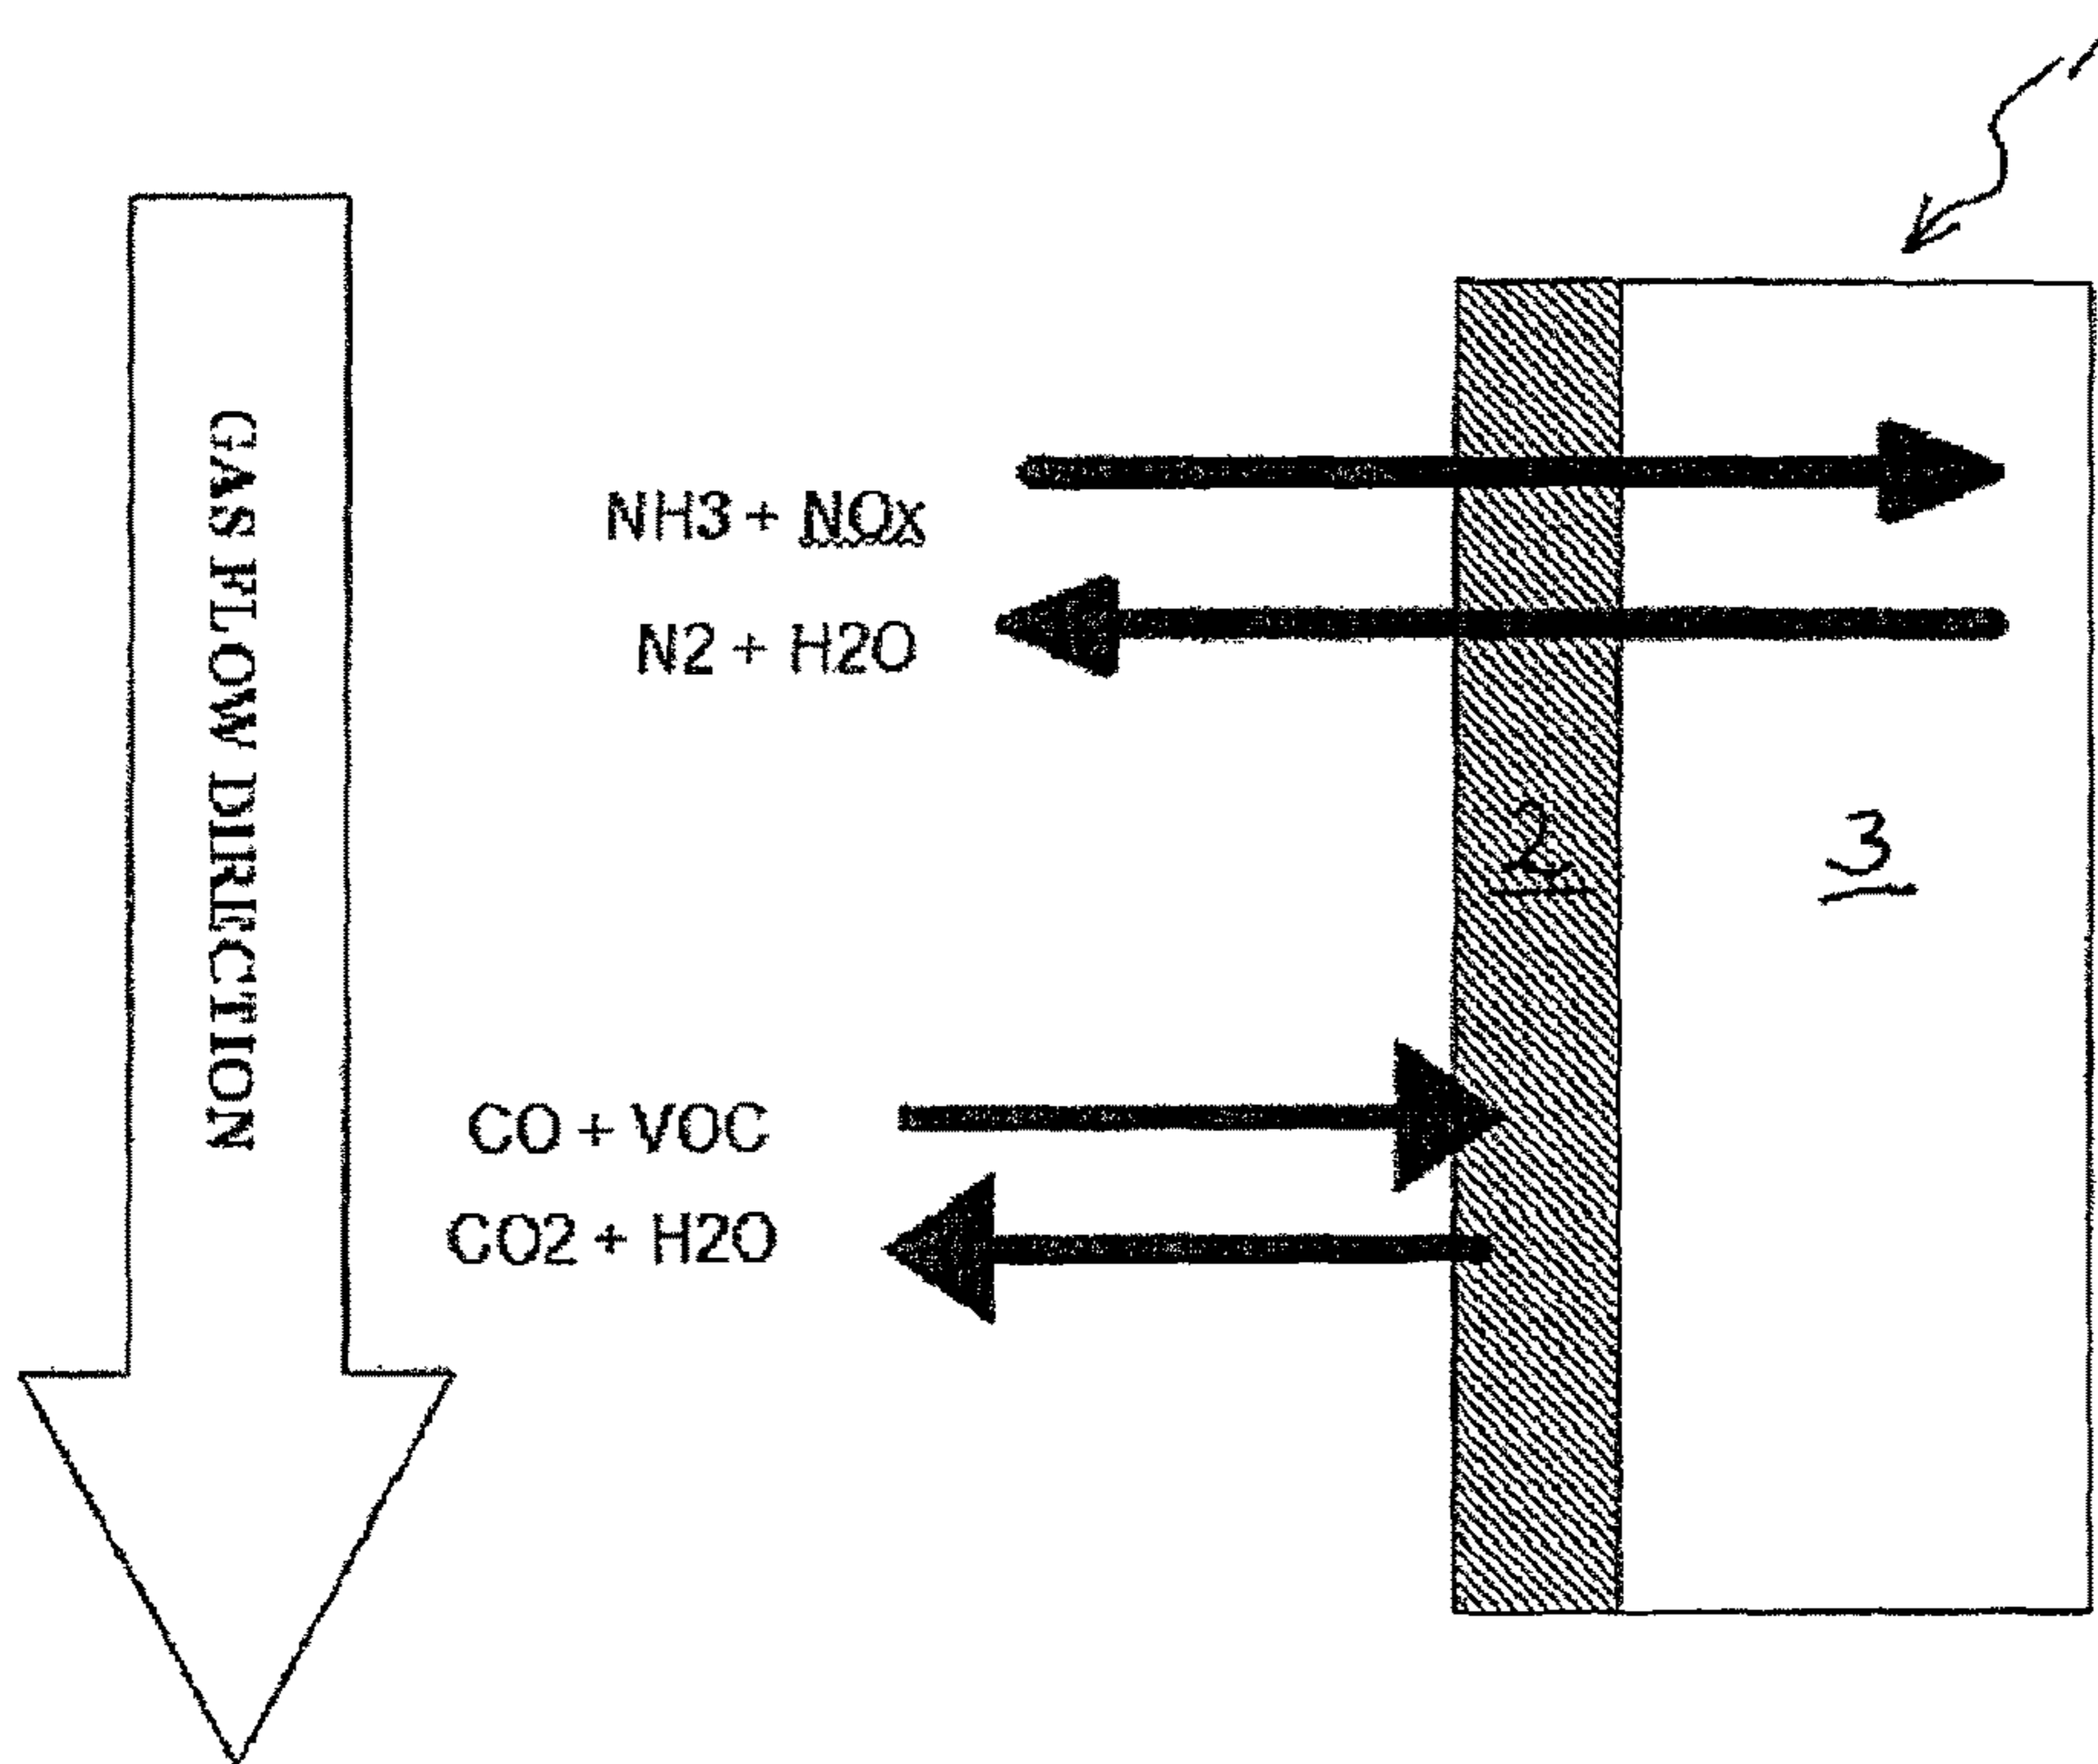 GAS FLOW DIRECTION
NH3 + NOx
N2 + H2O
2
3
CO + VOC
CO2 + H2O